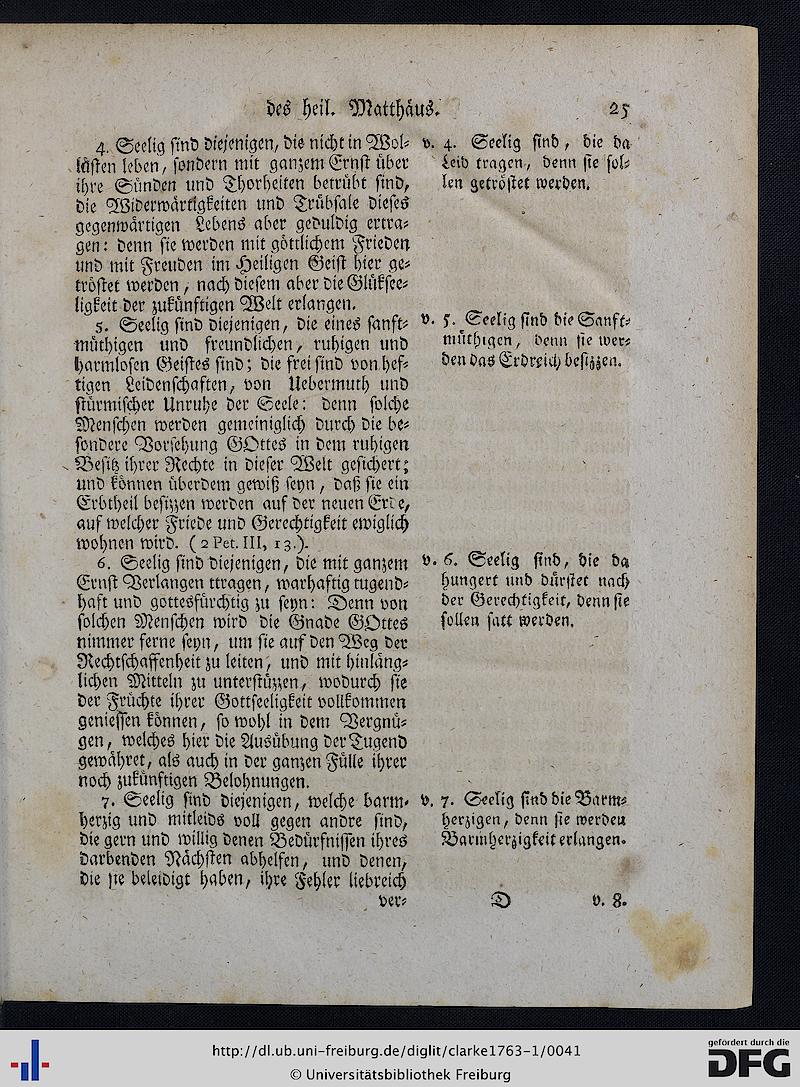 des heil. Matthäus. 25
4. Seelig sind diejenigen, die nicht in Wol-
lüsten leben, sondern mit ganzem Ernst über
ihre Sünden und Thorheiten betrübt sind,
die Widerwärtigkeiten und Trübsale dieses
gegenwärtigen Lebens aber geduldig ertra-
gen: denn sie werden mit göttlichem Frieden
und mit Freuden im Heiligen Geist hier ge-
tröstet werden, nach diesem aber die Glüksee-
ligkeit der zukünftigen Welt erlangen.
5. Seelig sind diejenigen, die eines sanft-
müthigen und freundlichen, ruhigen und
harmlosen Geistes sind; die frei sind von hef-
tigen Leidenschaften, von Uebermuth und
stürmischer Unruhe der Seele: denn solche
Menschen werden gemeiniglich durch die be-
sondere Vorsehung GOttes in dem ruhigen
Besitz ihrer Rechte in dieser Welt gesichert;
und können überdem gewiß seyn, daß sie ein
Erbtheil besizzen werden auf der neuen Erde,
auf welcher Friede und Gerechtigkeit ewiglich
wohnen wird. (2 Pet. III, 13.).
6. Seelig sind diejenigen, die mit ganzem
Ernst Verlangen ttragen, warhaftig tugend-
haft und gottesfürchtig zu seyn: Denn von
solchen Menschen wird die Gnade GOttes
nimmer ferne seyn, um sie auf den Weg der
Rechtschaffenheit zu leiten, und mit hinläng-
lichen Mitteln zu unterstüzzen, wodurch sie
der Früchte ihrer Gottseeligkeit vollkommen
geniessen können, so wohl in dem Vergnü-
gen, welches hier die Ausübung der Tugend
gewähret, als auch in der ganzen Fülle ihrer
noch zukünftigen Belohnungen.
7. Seelig sind diejenigen, welche barm-
herzig und mitleids voll gegen andre sind,
die gern und willig denen Bedürfnissen ihres
darbenden Nächsten abhelfen, und denen,
die sie beleidigt haben, ihre Fehler liebreich
ver-
v. 4. Seelig sind, die da
Leid tragen, denn sie sol-
len getröstet werden.
v. 5. Seelig sind die Sanft-
müthigen, denn sie wer-
den das Erdreich besizzen.
v. 6. Seelig sind, die da
hungert und dürstet nach
der Gerechtigkeit, denn sie
sollen satt werden.
v. 7. Seelig sind die Barm-
herzigen, denn sie werden
Barmherzigkeit erlangen.
D v. 8.
http://dl.ub.uni-freiburg.de/diglit/clarke1763-1/0041
© Universitätsbibliothek Freiburg
gefördert durch die
DFG